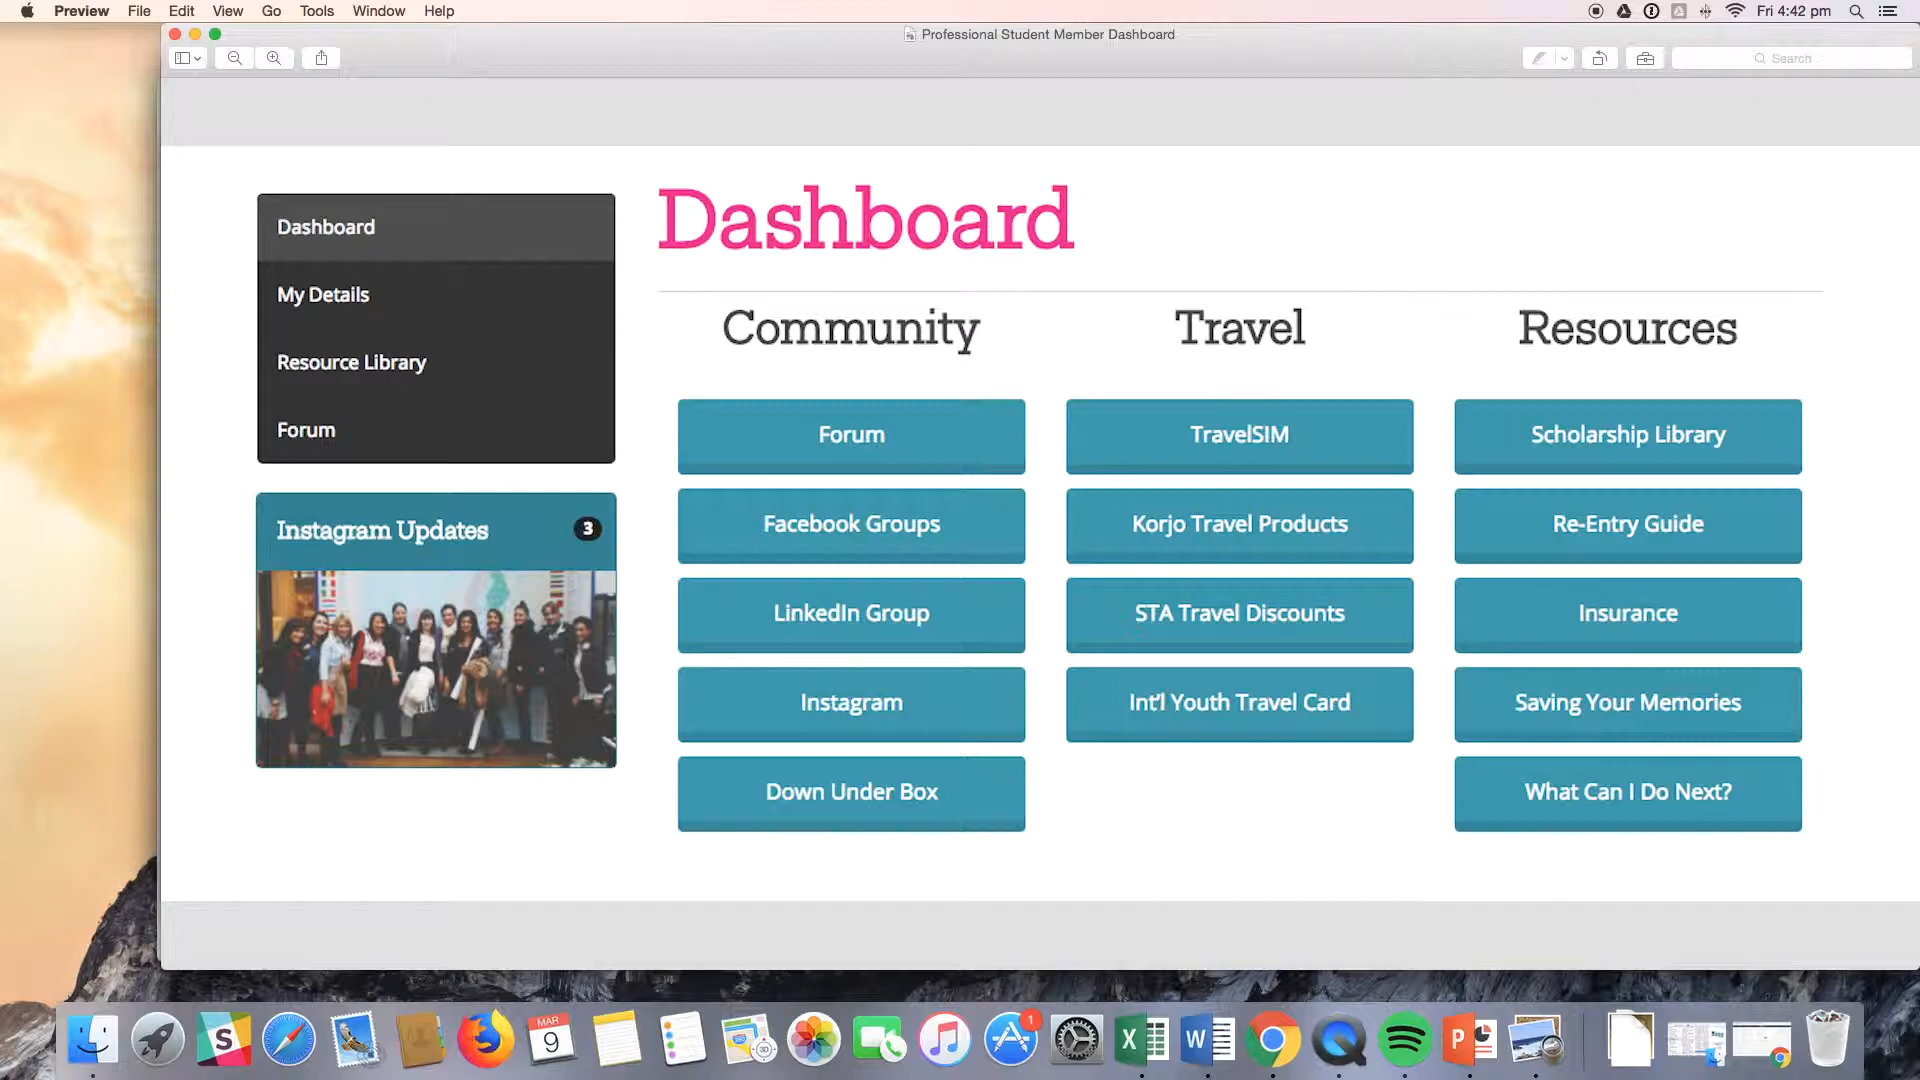 Preview File Edit View Go Tools Window Help
Fri 4:42 pm
Professional Student Member Dashboard
Search
Dashboard
My Details
Resource Library
Forum
Instagram Updates 3
Dashboard
Community
Forum
Facebook Groups
LinkedIn Group
Instagram
Down Under Box
Travel
TravelSIM
Korjo Travel Products
STA Travel Discounts
Int'l Youth Travel Card
Resources
Scholarship Library
Re-Entry Guide
Insurance
Saving Your Memories
What Can I Do Next?
S
MAR
9
1
X
W
P